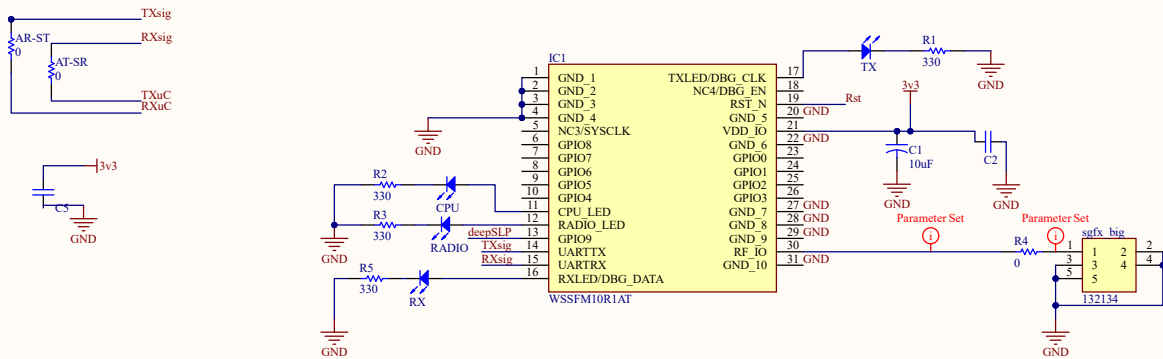 TXsig
AR-ST
0
RXsig
AT-SR
0
TXuC
RXuC
3v3
C5
GND
IC1
1 GND_1 TXLED/DBG_CLK 17
2 GND_2 NC4/DBG_EN 18
3 GND_3 RST_N 19 Rst
4 GND_4 GND_5 20 GND
5 NC3/SYSCLK VDD_IO 21
6 GPIO8 GND_6 22 GND
7 GPIO7 GPIO0 23
8 GPIO6 GPIO1 24
9 GPIO5 GPIO2 25
10 GPIO4 GPIO3 26
11 CPU_LED GND_7 27 GND
12 RADIO_LED GND_8 28 GND
deepSLP 13 GPIO9 GND_9 29 GND
TXsig 14 UARTTX RF_IO 30
RXsig 15 UARTRX GND_10 31 GND
16 RXLED/DBG_DATA
WSSFM10R1AT
GND
R2
330
CPU
R3
330
RADIO
GND
R5
330
RX
GND
TX
R1
330
GND
3v3
C1
10uF
GND
C2
GND
Parameter Set
i
Parameter Set
i
R4
0
sgfx_big
1 1 2 2
3 3 4 4
5 5
132134
GND